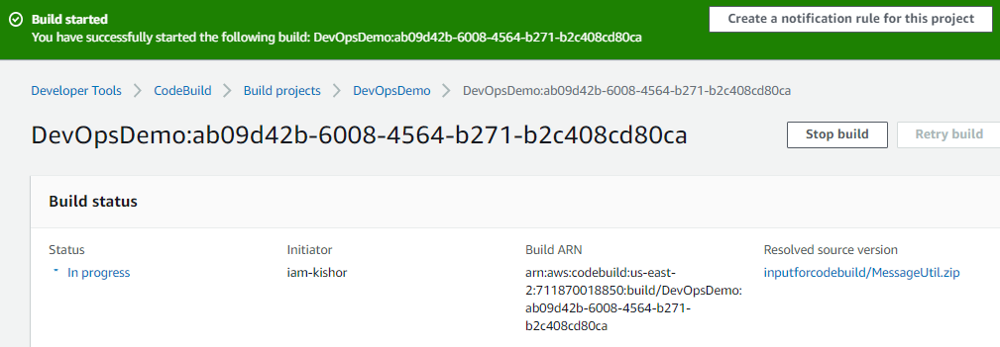 Build started
Create a notification rule for this project
You have successfully started the following build: DevOpsDemo:ab09d42b-6008-4564-b271-b2c408cd80ca
Developer Tools > CodeBuild > Build projects > DevOpsDemo > DevOpsDemo:ab09d42b-6008-4564-b271-b2c408cd80ca
DevOpsDemo:ab09d42b-6008-4564-b271-b2c408cd80ca
Stop build
Retry build
Build status
Status
In progress
Initiator
iam-kishor
Build ARN
arn:aws:codebuild:us-east-
2:711870018850:build/DevOpsDemo:
ab09d42b-6008-4564-b271-
b2c408cd80ca
Resolved source version
inputforcodebuild/MessageUtil.zip